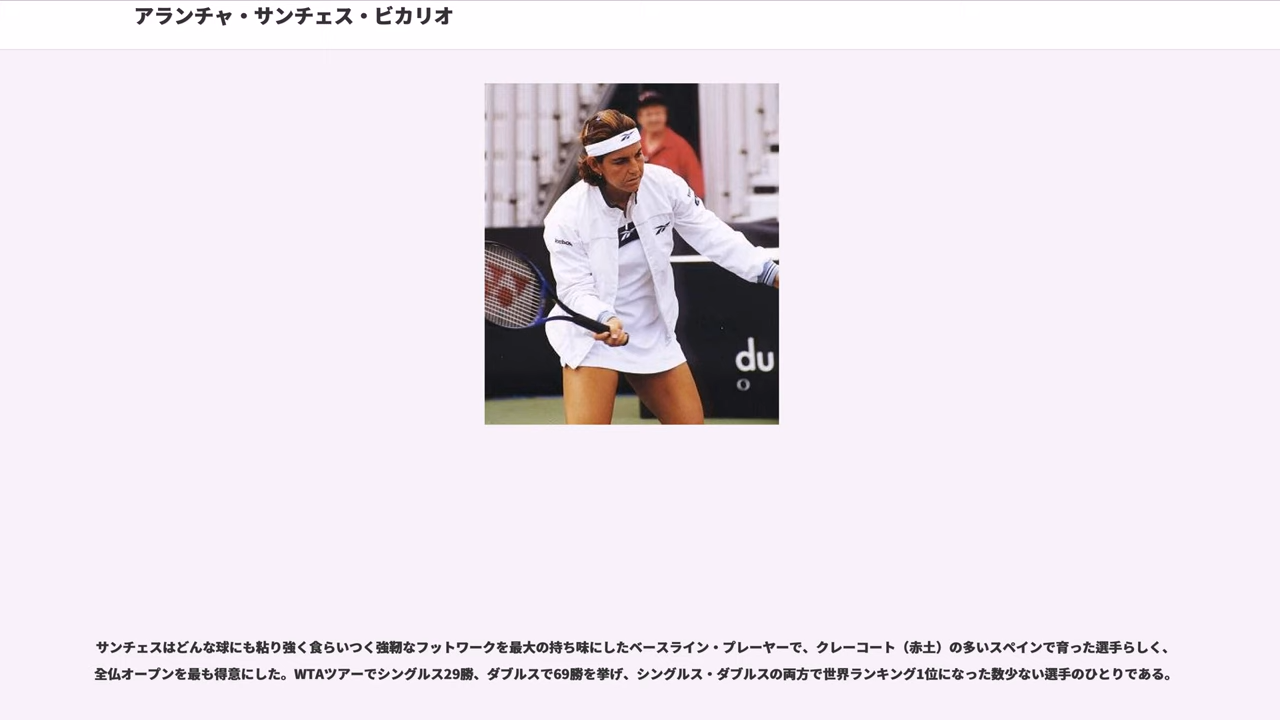 アランチャ・サンチェス・ビカリオ
Reebok
du
サンチェスはどんな球にも粘り強く食らいつく強靭なフットワークを最大の持ち味にしたベースライン・プレーヤーで、クレーコート（赤土）の多いスペインで育った選手らしく、
全仏オープンを最も得意にした。WTAツアーでシングルス29勝、ダブルスで69勝を挙げ、シングルス・ダブルスの両方で世界ランキング1位になった数少ない選手のひとりである。